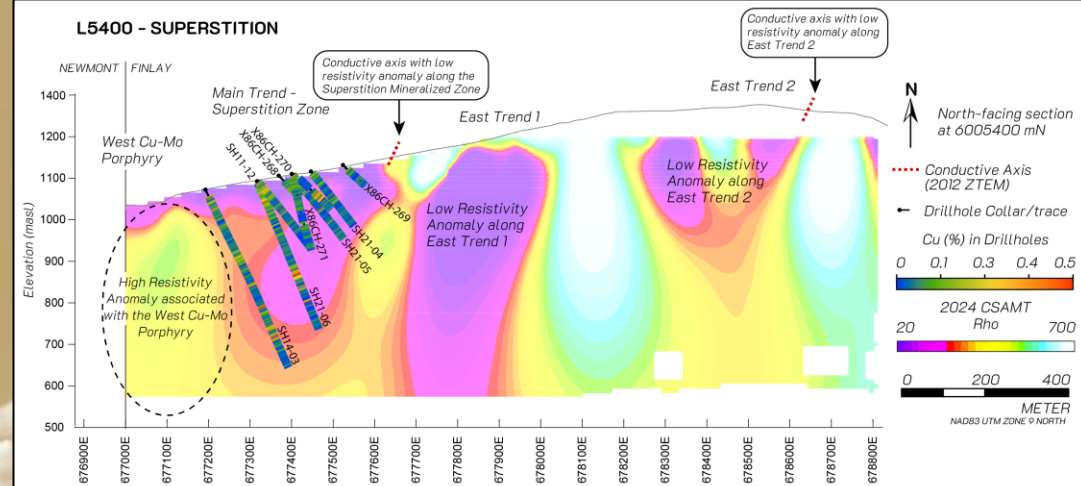 L5400 - SUPERSTITION
NEWMONT
FINLAY
Conductive axis with low
resistivity anomaly along the
Superstition Mineralized Zone
Conductive axis with low
resistivity anomaly along
East Trend 2
Main Trend -
Superstition Zone
East Trend 1
East Trend 2
West Cu-Mo
Porphyry
Elevation (masl)
1400
1300
1200
1100
1000
900
800
700
600
500
X86CH-270
X86CH-268
SH11-12
X86CH-269
X86CH-271
SH21-04
SH21-05
SH21-06
SH14-03
High Resistivity
Anomaly associated
with the West Cu-Mo
Porphyry
Low Resistivity
Anomaly along
East Trend 1
Low Resistivity
Anomaly along
East Trend 2
676900E
677000E
677100E
677200E
677300E
677400E
677500E
677600E
677700E
677800E
677900E
678000E
678100E
678200E
678300E
678400E
678500E
678600E
678700E
678800E
N
North-facing section
at 6005400 mN
Conductive Axis
(2012 ZTEM)
Drillhole Collar/trace
Cu (%) in Drillholes
0 0.1 0.3 0.4 0.5
2024 CSAMT
Rho
20 700
0 200 400
METER
NAD83 UTM ZONE 9 NORTH